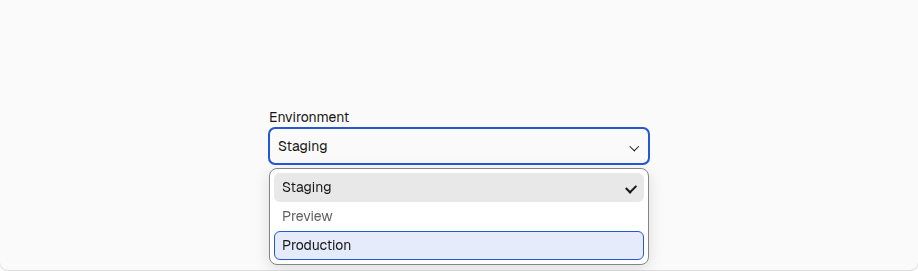 Environment
Staging
Staging
Preview
Production